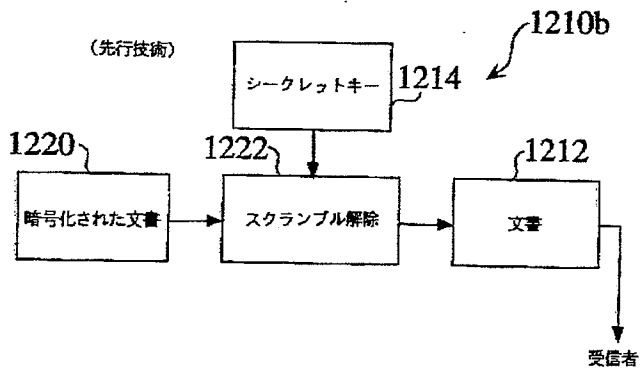 1210b
(先行技術)
シークレットキー
1214
1220
1222
1212
暗号化された文書
スクランブル解除
文書
受信者